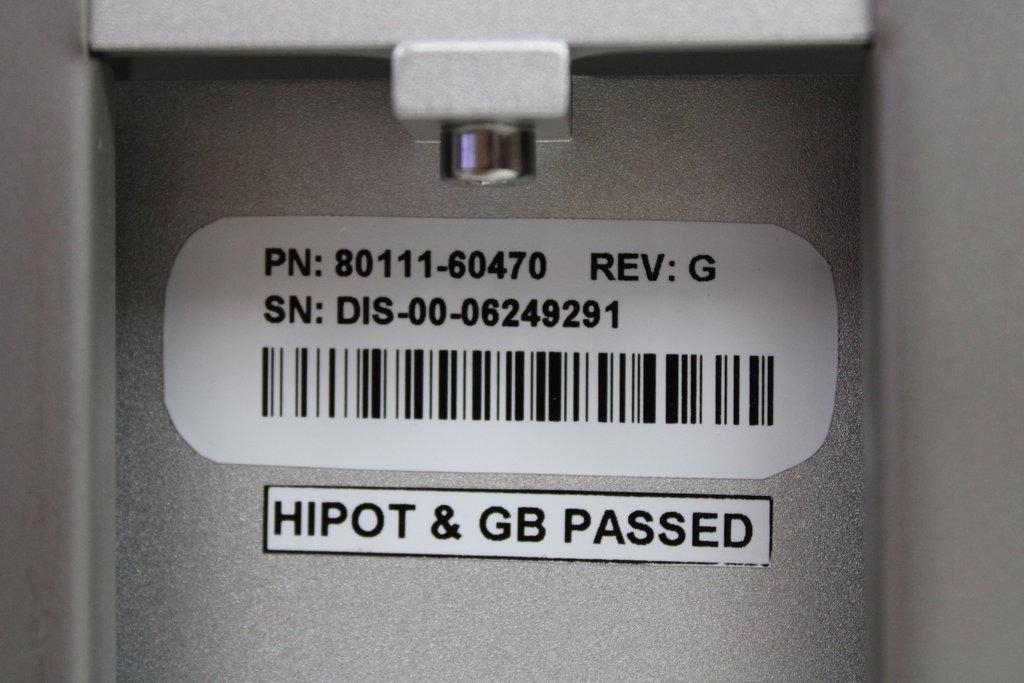 PN: 80111-60470 REV: G
SN: DIS-00-06249291
HIPOT & GB PASSED